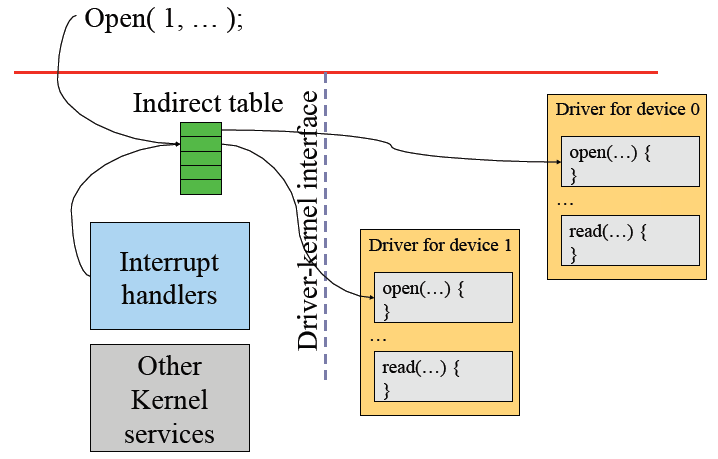 Open( 1, … );
Indirect table
Driver-kernel interface
Interrupt
handlers
Other
Kernel
services
Driver for device 0
open(…) {
}
…
read(…) {
}
Driver for device 1
open(…) {
}
…
read(…) {
}